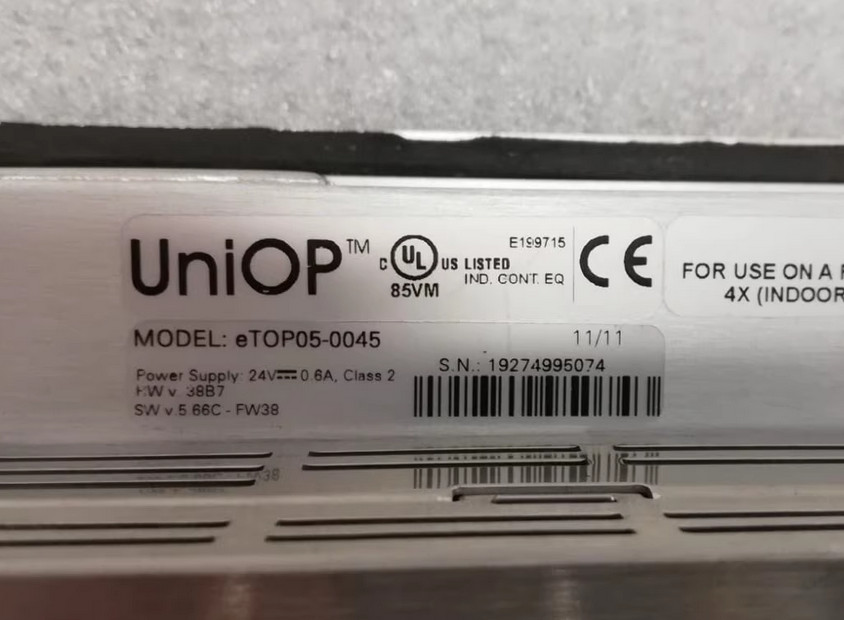 UniOP™
C UL US LISTED
85VM
E199715
IND. CONT. EQ
CE
FOR USE ON A
4X (INDOOR
MODEL: eTOP05-0045
11/11
Power Supply: 24V 0.6A, Class 2
HW v. 38B7
SW v.5.66C - FW38
S.N.: 19274995074